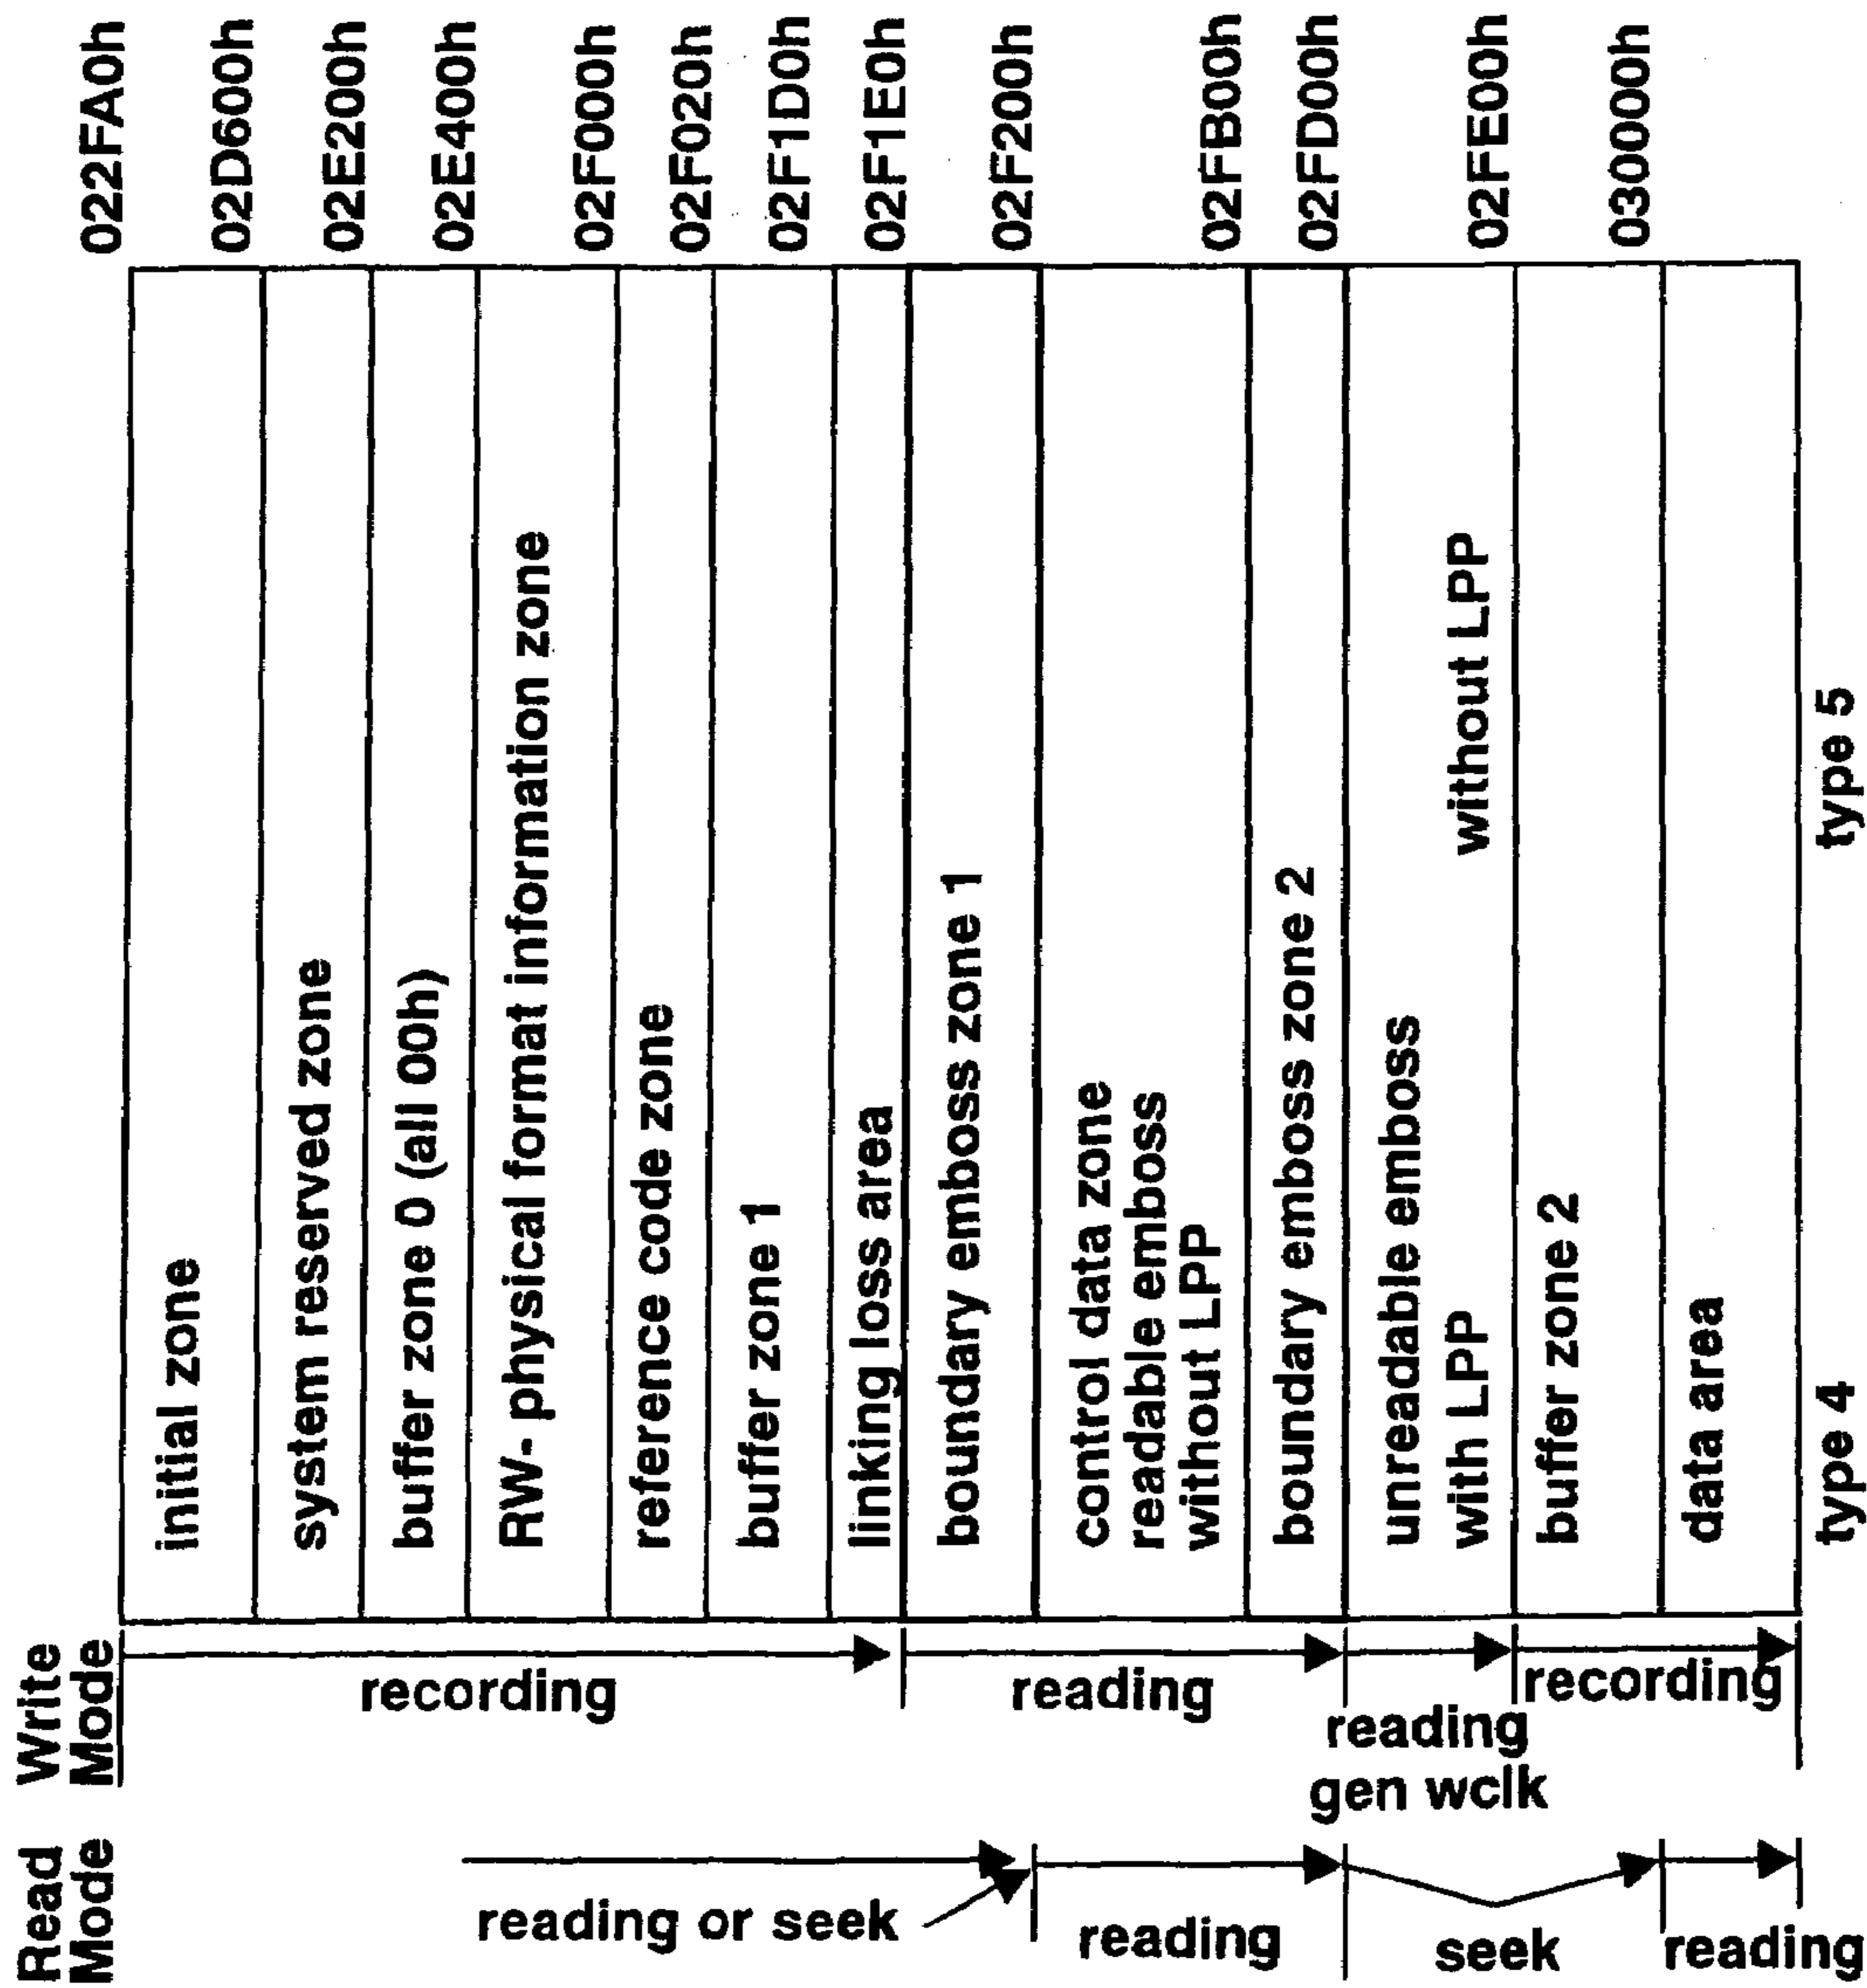 022FA0h
02D600h
02E200h
02E400h
02F000h
02F020h
02F1D0h
02F1E0h
02F200h
02FB00h
02FD00h
02FE00h
030000h
initial zone
system reserved zone
buffer zone 0 (all 00h)
RW- physical format information zone
reference code zone
buffer zone 1
linking loss area
boundary emboss zone 1
control data zone
readable emboss
without LPP
boundary emboss zone 2
unreadable emboss
with LPP
without LPP
buffer zone 2
data area
type 4
type 5
Write
Mode
recording
reading
reading
gen wclk
recording
Read
Mode
reading or seek
reading
seek
reading